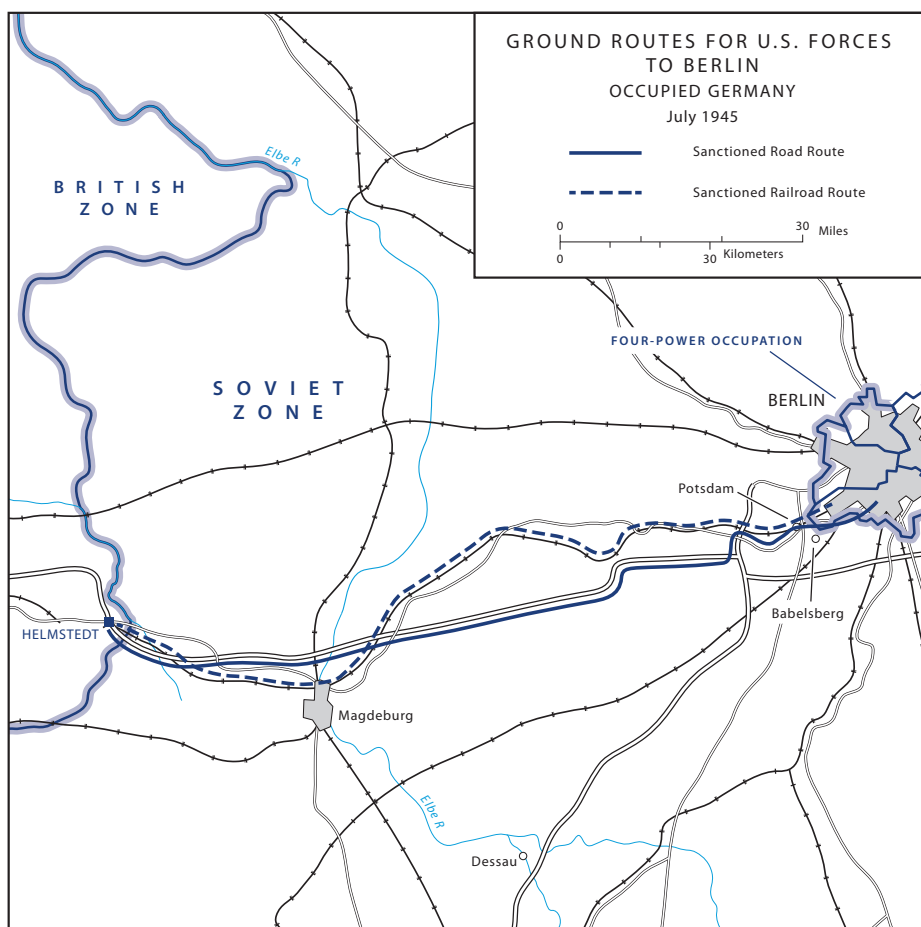 GROUND ROUTES FOR U.S. FORCES
TO BERLIN
OCCUPIED GERMANY
July 1945
Sanctioned Road Route
Sanctioned Railroad Route
0 30 Miles
0 30 Kilometers
Elbe R
BRITISH
ZONE
SOVIET
ZONE
FOUR-POWER OCCUPATION
BERLIN
Potsdam
Babelsberg
HELMSTEDT
Magdeburg
Elbe R
Dessau